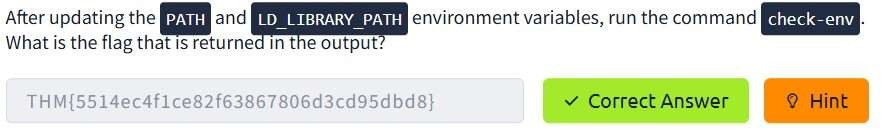 After updating the PATH and LD_LIBRARY_PATH environment variables, run the command check-env.
What is the flag that is returned in the output?
THM{5514ec4f1ce82f63867806d3cd95dbd8} Correct Answer Hint